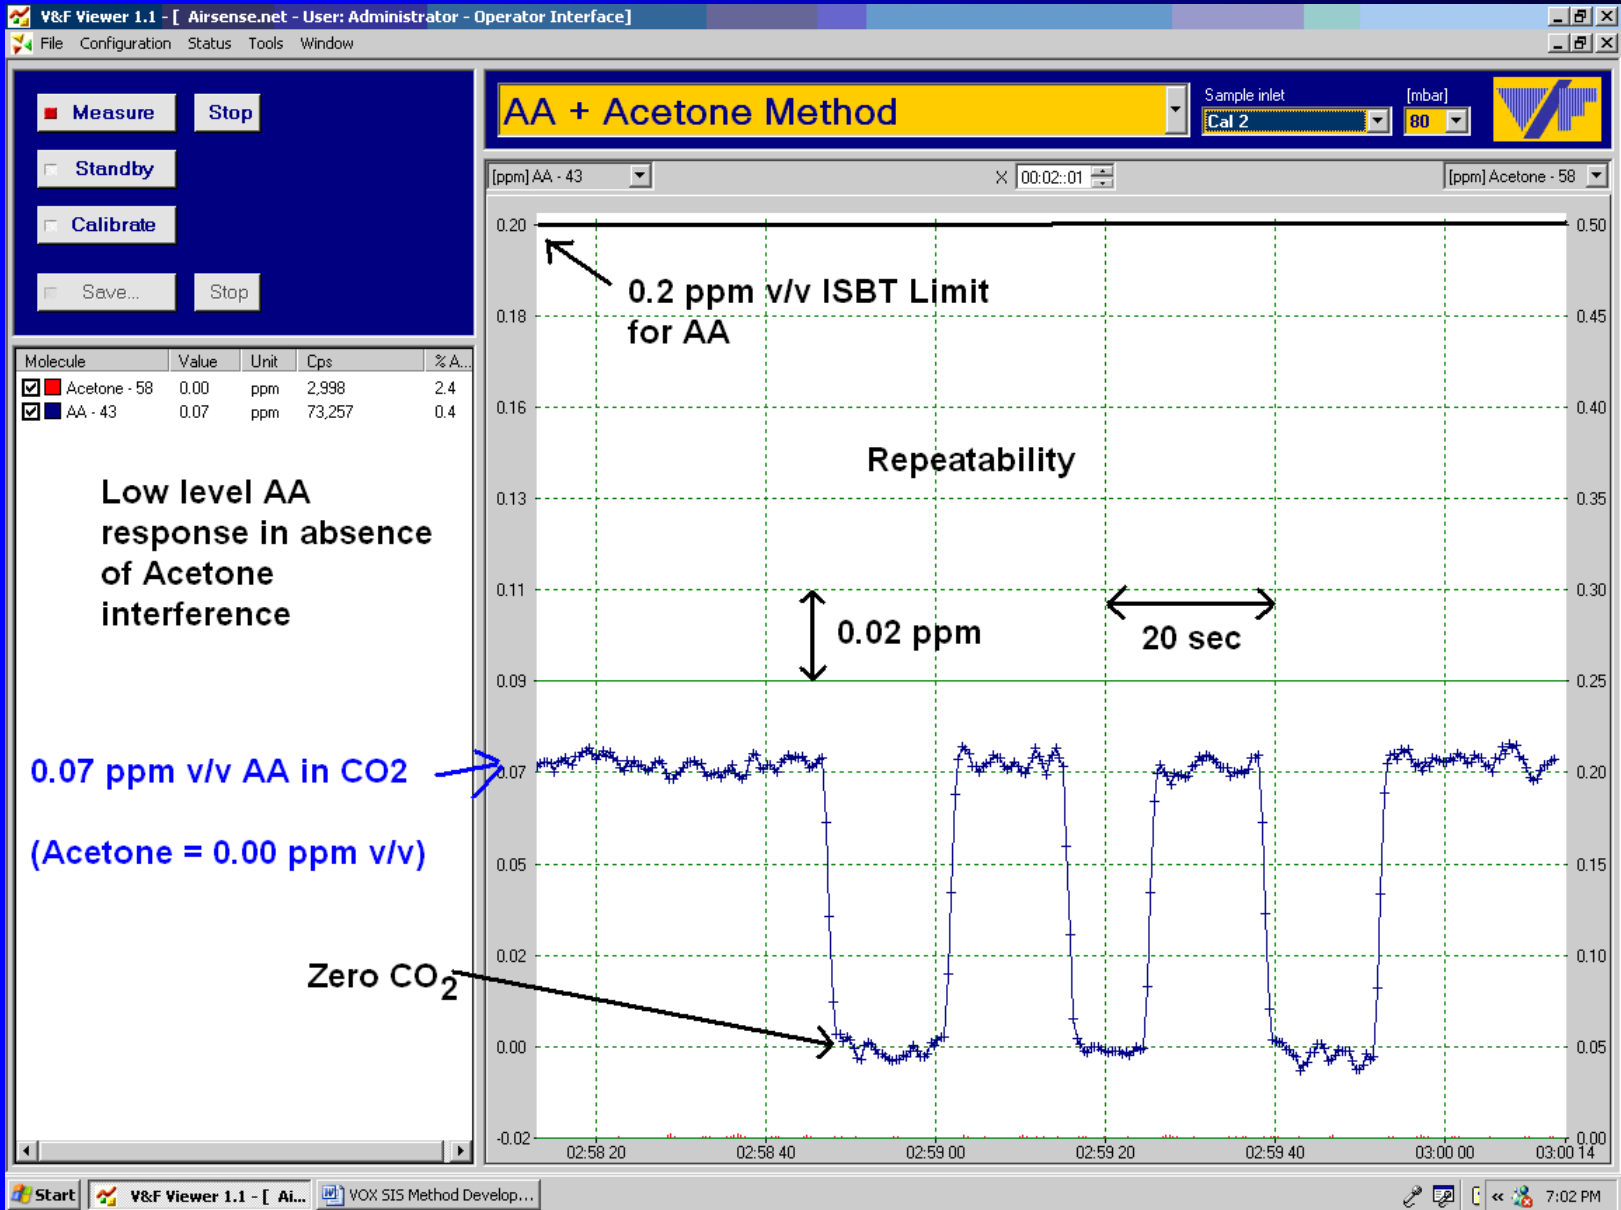 V&F Viewer 1.1 - [ Airsense.net - User: Administrator - Operator Interface]
File Configuration Status Tools Window
Measure Stop
Standby
Calibrate
Save... Stop
AA + Acetone Method
Sample inlet
Cal 2
[mbar]
80
Molecule Value Unit Cps % A...
Acetone - 58 0.00 ppm 2,998 2.4
AA - 43 0.07 ppm 73,257 0.4
Low level AA
response in absence
of Acetone
interference
0.07 ppm v/v AA in CO2
(Acetone = 0.00 ppm v/v)
Zero CO2
[ppm] AA - 43
X 00:02::01
[ppm] Acetone - 58
0.20
0.18
0.16
0.13
0.11
0.09
0.07
0.05
0.02
0.00
-0.02
0.2 ppm v/v ISBT Limit
for AA
Repeatability
0.02 ppm
20 sec
0.50
0.45
0.40
0.35
0.30
0.25
0.20
0.15
0.10
0.05
0.00
02:58 20 02:58 40 02:59 00 02:59 20 02:59 40 03:00 00 03:00 14
Start V&F Viewer 1.1 - [ Ai... VOX SIS Method Develop... 7:02 PM